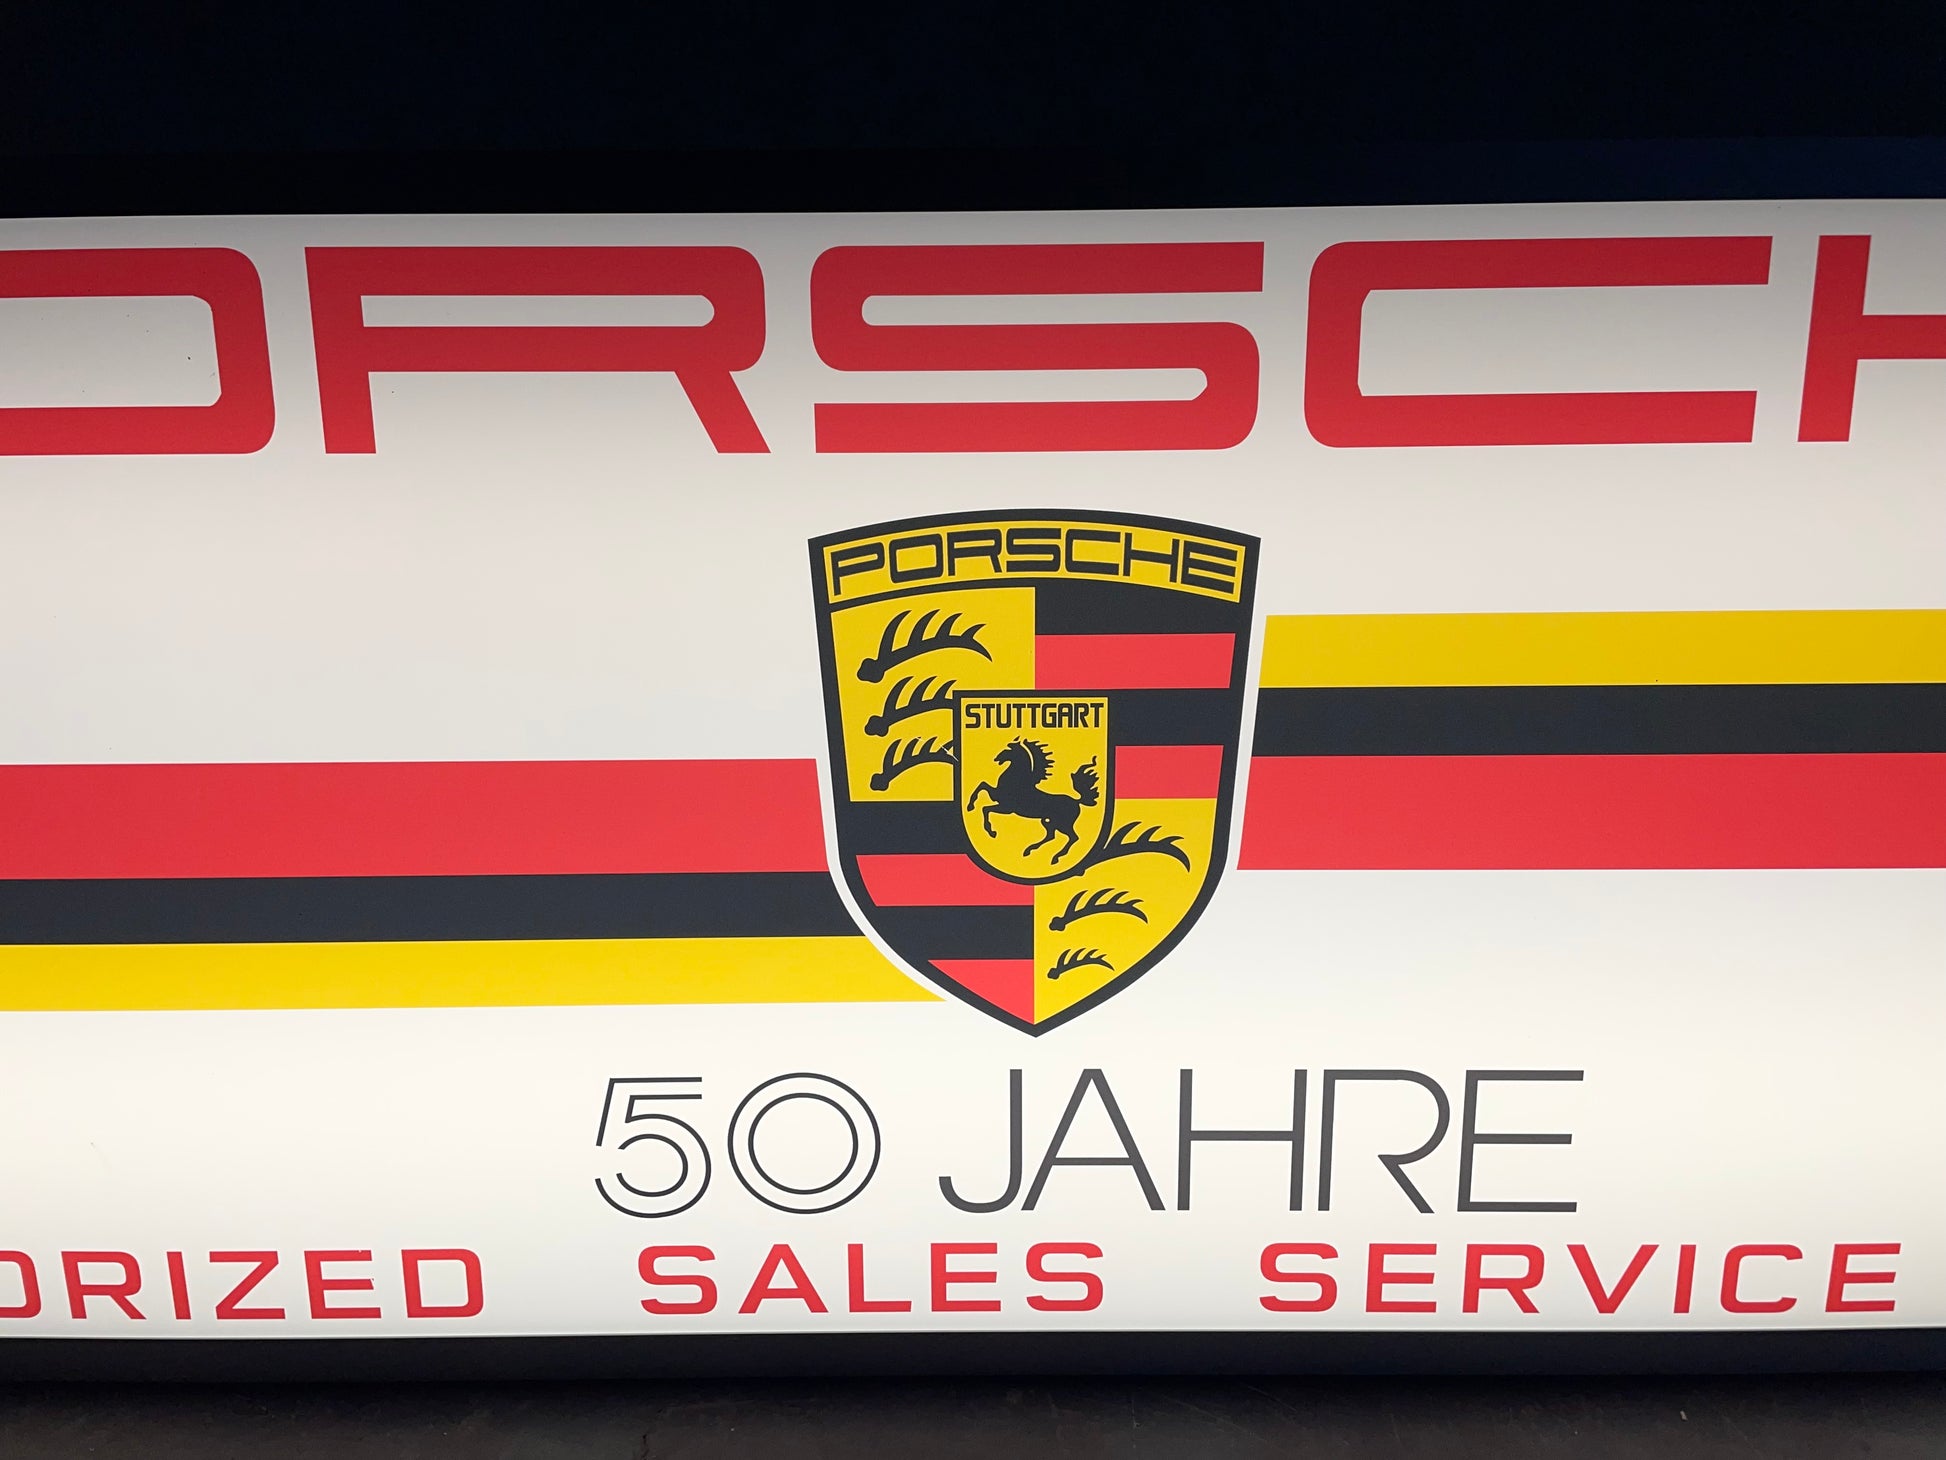 ORSCH
PORSCHE
STUTTGART
50 JAHRE
ORIZED SALES SERVICE